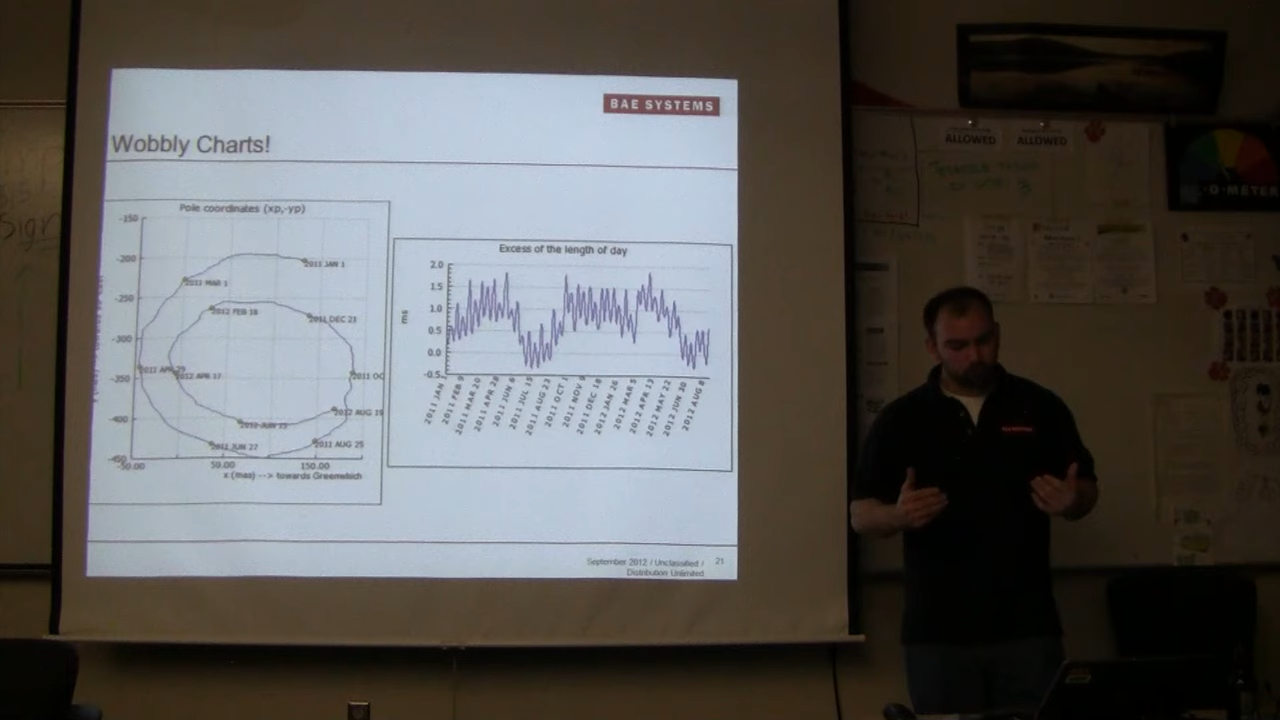 BAE SYSTEMS
Wobbly Charts!
Pole coordinates (xp,-yp)
-150
-200
-250
-300
-350
-400
-450
-50.00
50.00
150.00
x (mas) --> towards Greenwhich
2011 JAN 1
2011 MAR 1
2012 FEB 18
2011 DEC 23
2011 APR 29
2012 APR 17
2011 OC
2012 AUG 19
2012 JUN 15
2011 JUN 27
2011 AUG 25
Excess of the length of day
ms
2.0
1.5
1.0
0.5
0.0
-0.5
2011 JAN
2011 FEB 9
2011 MAR 20
2011 APR 28
2011 JUN 6
2011 JUL 15
2011 AUG 23
2011 OCT 1
2011 NOV 9
2011 DEC 18
2012 JAN 26
2012 MAR 5
2012 APR 13
2012 MAY 22
2012 JUN 30
2012 AUG 8
September 2012 / Unclassified /
Distribution Unlimited
21
ALLOWED
ALLOWED
-O-METER
Sign